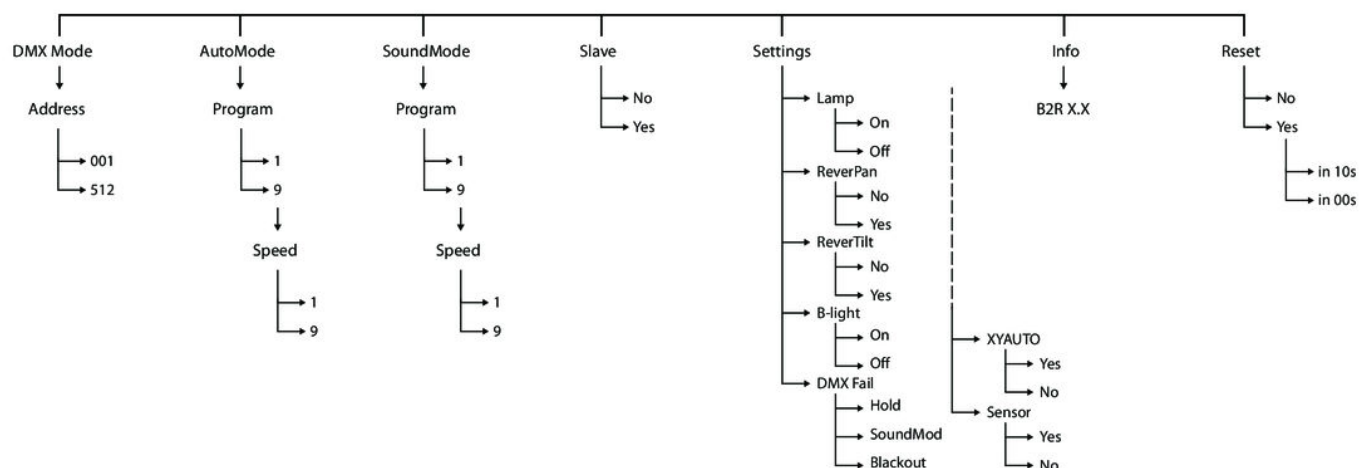 DMX Mode
Address
001
512
AutoMode
Program
1
9
Speed
1
9
SoundMode
Program
1
9
Speed
1
9
Slave
No
Yes
Settings
Lamp
On
Off
ReverPan
No
Yes
ReverTilt
No
Yes
B-light
On
Off
DMX Fail
Hold
SoundMod
Blackout
XYAUTO
Yes
No
Sensor
Yes
No
Info
B2R X.X
Reset
No
Yes
in 10s
in 00s